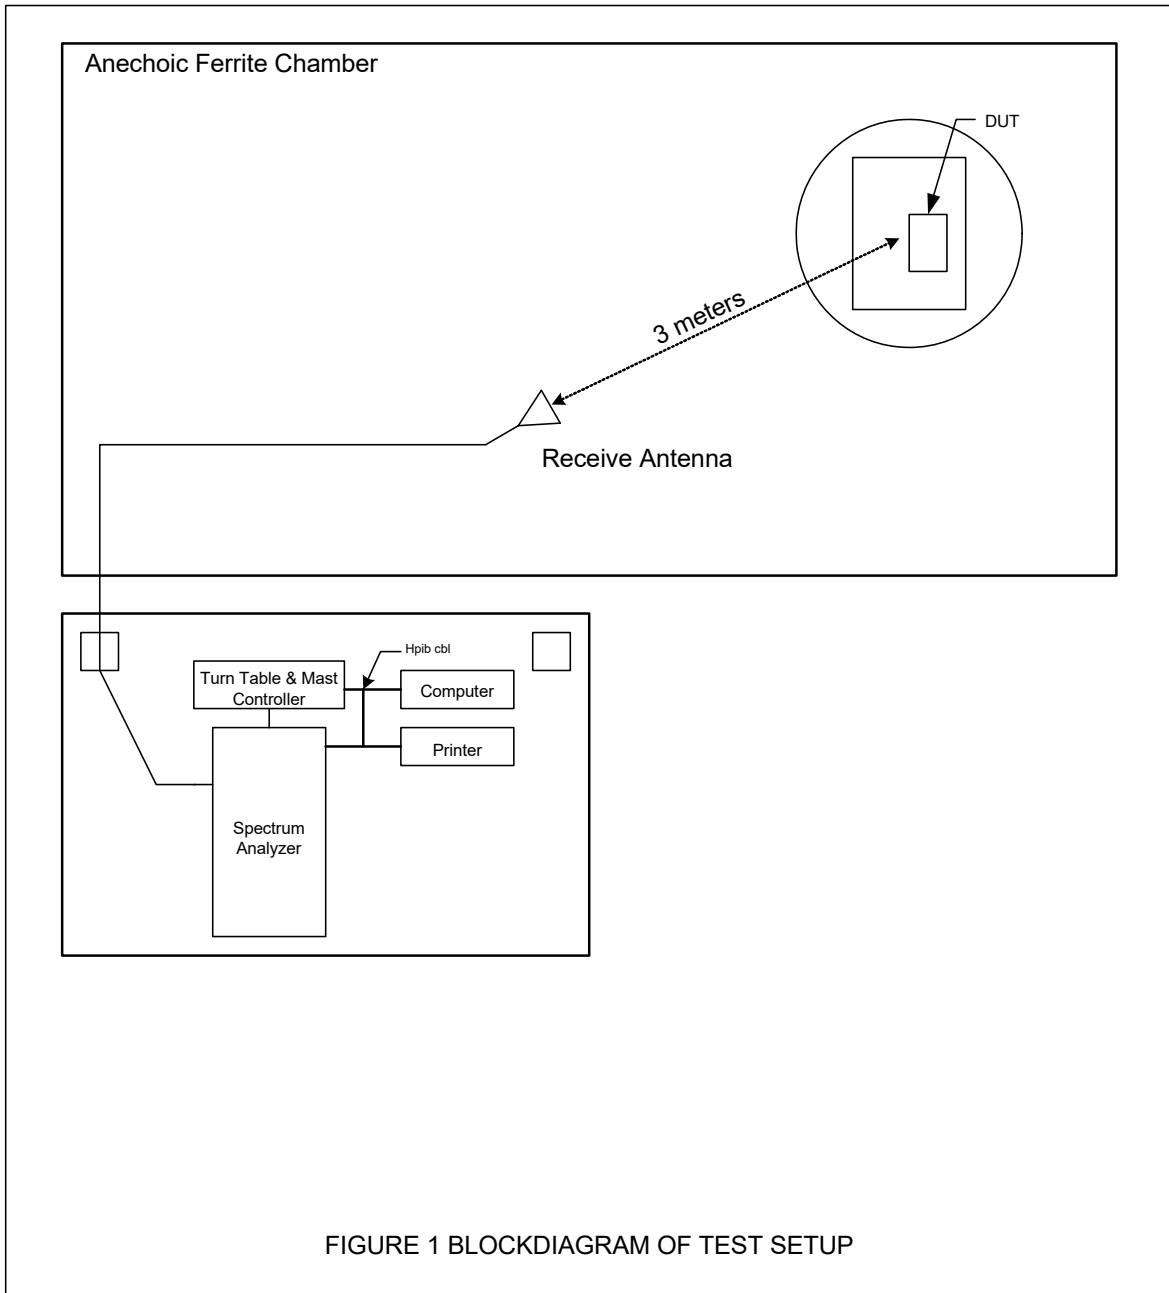 Anechoic Ferrite Chamber
DUT
3 meters
Receive Antenna
Hpib cbl
Turn Table & Mast
Controller
Computer
Printer
Spectrum
Analyzer
FIGURE 1 BLOCKDIAGRAM OF TEST SETUP